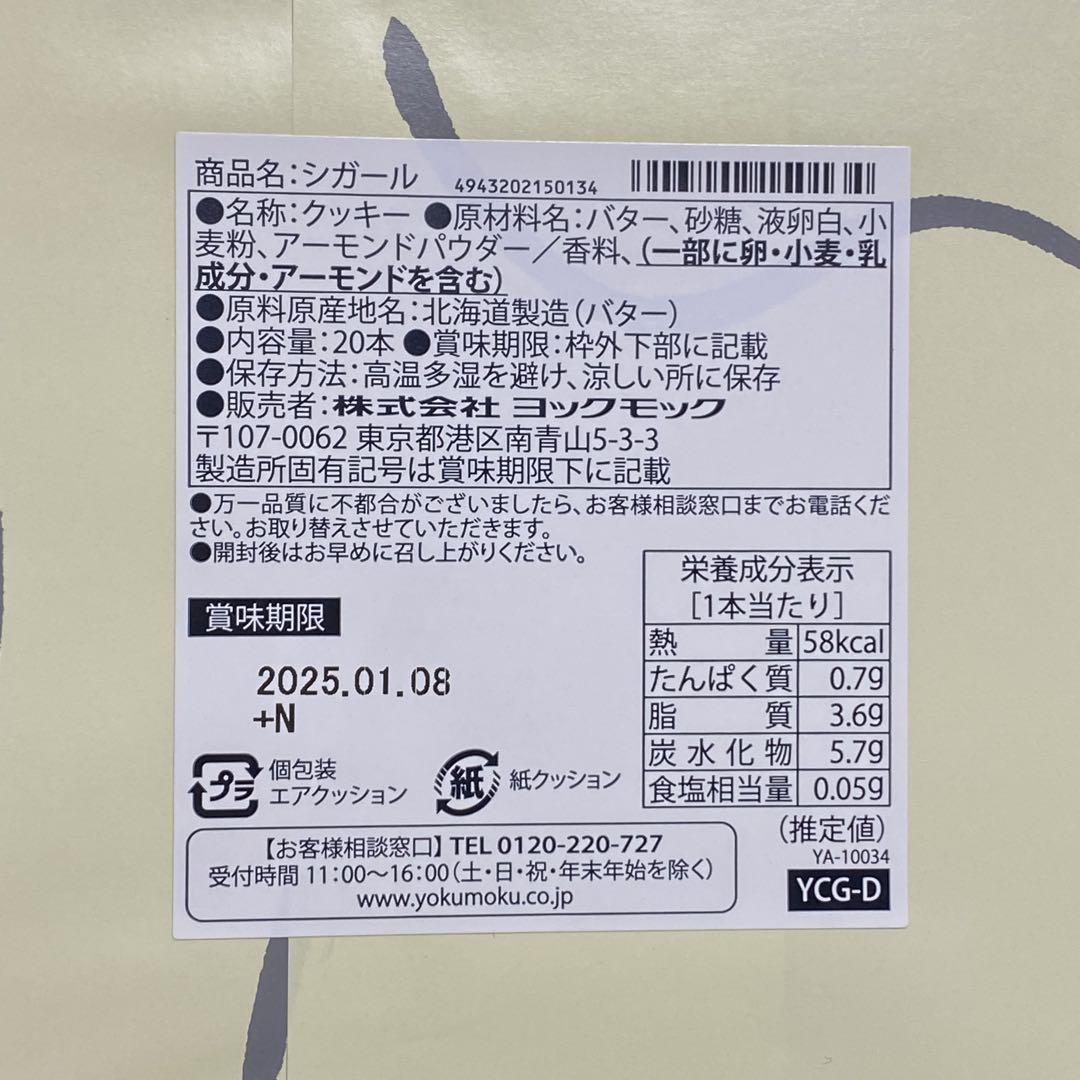 商品名：シガール
4943202150134
●名称：クッキー ●原材料名：バター、砂糖、液卵白、小
麦粉、アーモンドパウダー／香料、（一部に卵・小麦・乳
成分・アーモンドを含む）
●原料原産地名：北海道製造（バター）
●内容量：20本 ●賞味期限：枠外下部に記載
●保存方法：高温多湿を避け、涼しい所に保存
●販売者：株式会社 ヨックモック
〒107-0062 東京都港区南青山5-3-3
製造所固有記号は賞味期限下に記載
●万一品質に不都合がございましたら、お客様相談窓口までお電話くだ
さい。お取り替えさせていただきます。
●開封後はお早めに召し上がりください。
賞味期限
2025.01.08
+N
栄養成分表示
［1本当たり］
熱量 58kcal
たんぱく質 0.7g
脂質 3.6g
炭水化物 5.7g
食塩相当量 0.05g
（推定値）
YA-10034
YCG-D
プラ
個包装
エアクッション
紙
紙クッション
【お客様相談窓口】TEL 0120-220-727
受付時間 11:00～16:00（土・日・祝・年末年始を除く）
www.yokumoku.co.jp